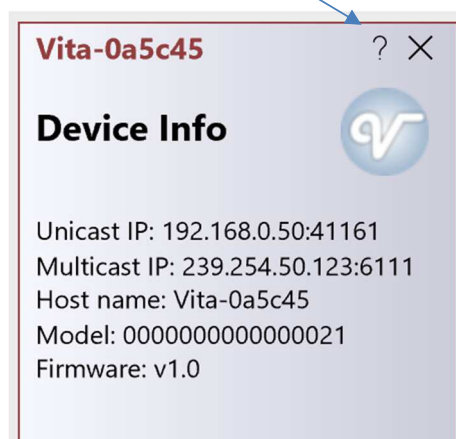 Vita-0a5c45 ? X
Device Info
Unicast IP: 192.168.0.50:41161
Multicast IP: 239.254.50.123:6111
Host name: Vita-0a5c45
Model: 0000000000000021
Firmware: v1.0